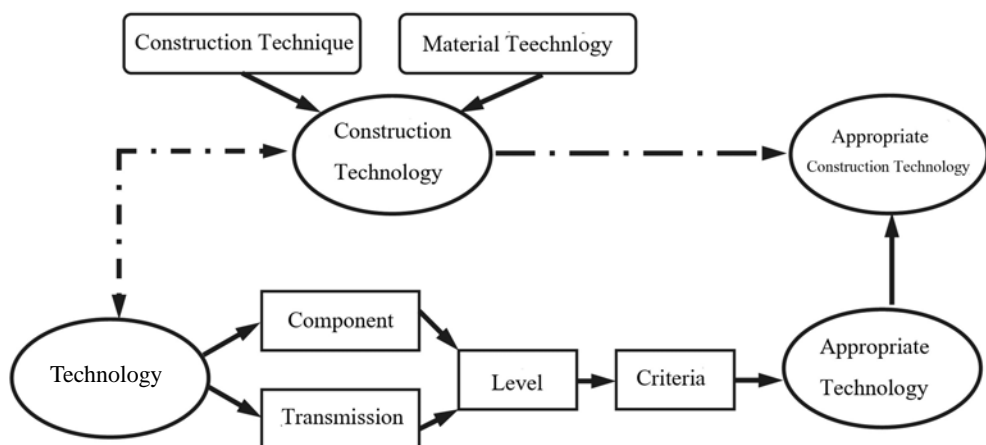 Construction Technique
Material Teechnlogy
Construction
Technology
Appropriate
Construction Technology
Technology
Component
Transmission
Level
Criteria
Appropriate
Technology